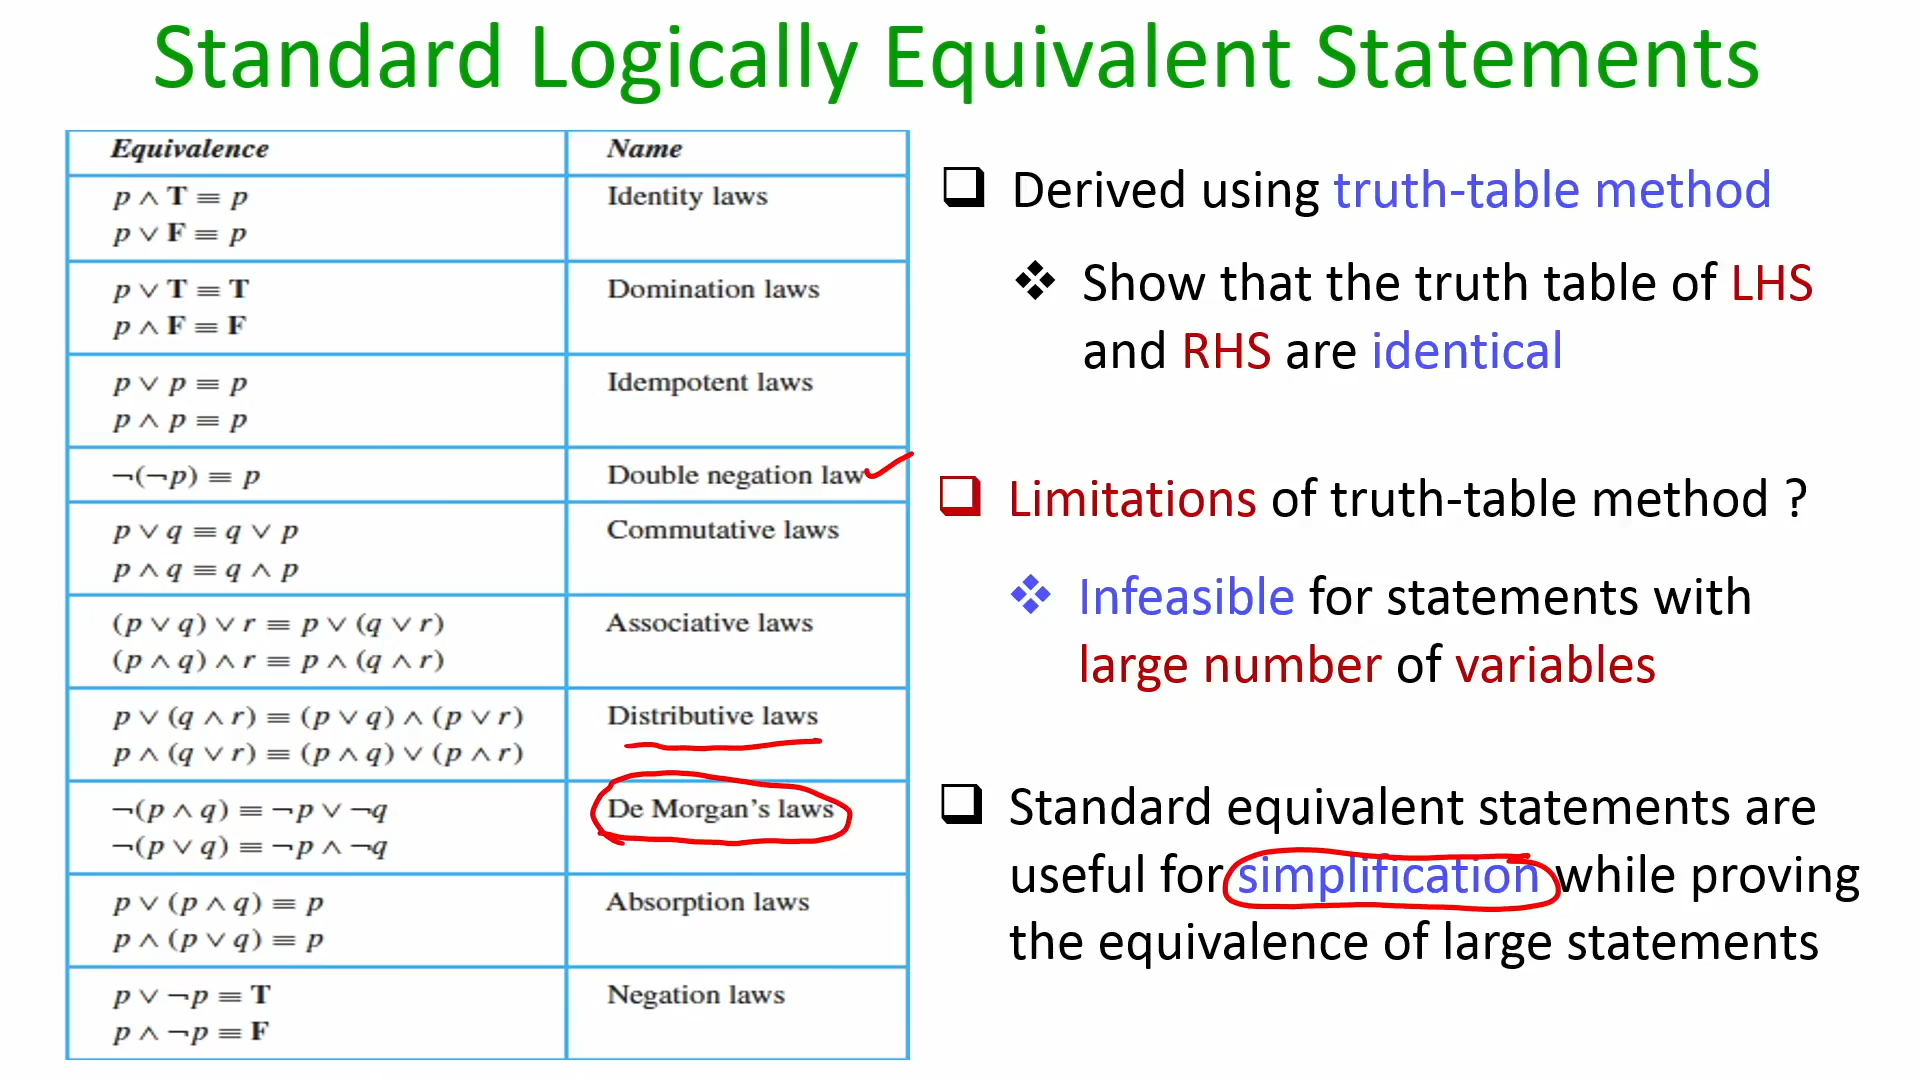 Standard Logically Equivalent Statements
Equivalence Name
p ∧ T ≡ p Identity laws
p ∨ F ≡ p
p ∨ T ≡ T Domination laws
p ∧ F ≡ F
p ∨ p ≡ p Idempotent laws
p ∧ p ≡ p
¬(¬p) ≡ p Double negation law
p ∨ q ≡ q ∨ p Commutative laws
p ∧ q ≡ q ∧ p
(p ∨ q) ∨ r ≡ p ∨ (q ∨ r) Associative laws
(p ∧ q) ∧ r ≡ p ∧ (q ∧ r)
p ∨ (q ∧ r) ≡ (p ∨ q) ∧ (p ∨ r) Distributive laws
p ∧ (q ∨ r) ≡ (p ∧ q) ∨ (p ∧ r)
¬(p ∧ q) ≡ ¬p ∨ ¬q De Morgan's laws
¬(p ∨ q) ≡ ¬p ∧ ¬q
p ∨ (p ∧ q) ≡ p Absorption laws
p ∧ (p ∨ q) ≡ p
p ∨ ¬p ≡ T Negation laws
p ∧ ¬p ≡ F
Derived using truth-table method
Show that the truth table of LHS
and RHS are identical
Limitations of truth-table method ?
Infeasible for statements with
large number of variables
Standard equivalent statements are
useful for simplification while proving
the equivalence of large statements